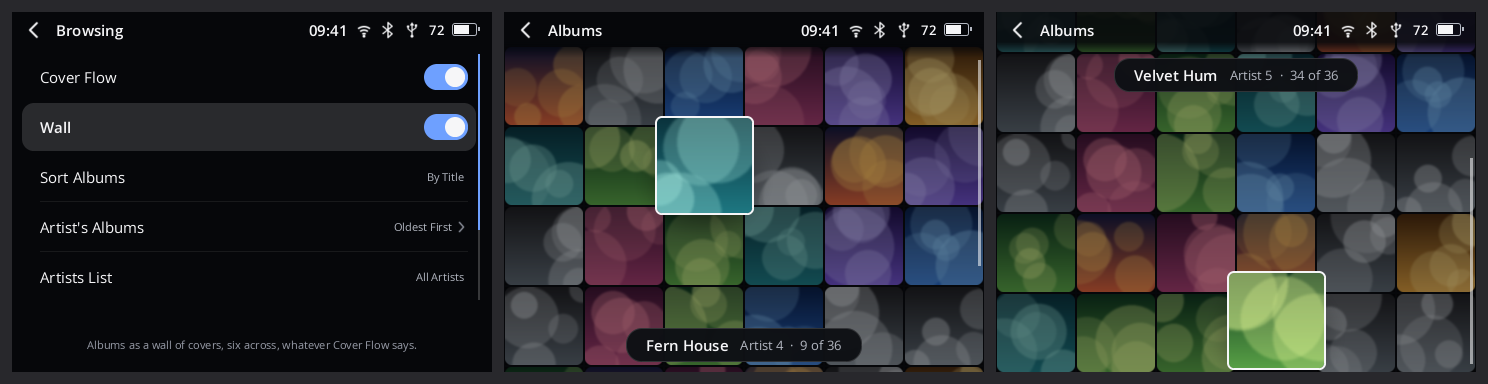 Browsing
09:41
72
Cover Flow
Wall
Sort Albums
By Title
Artist's Albums
Oldest First
Artists List
All Artists
Albums as a wall of covers, six across, whatever Cover Flow says.
Albums
09:41
72
Fern House Artist 4 · 9 of 36
Albums
09:41
72
Velvet Hum Artist 5 · 34 of 36